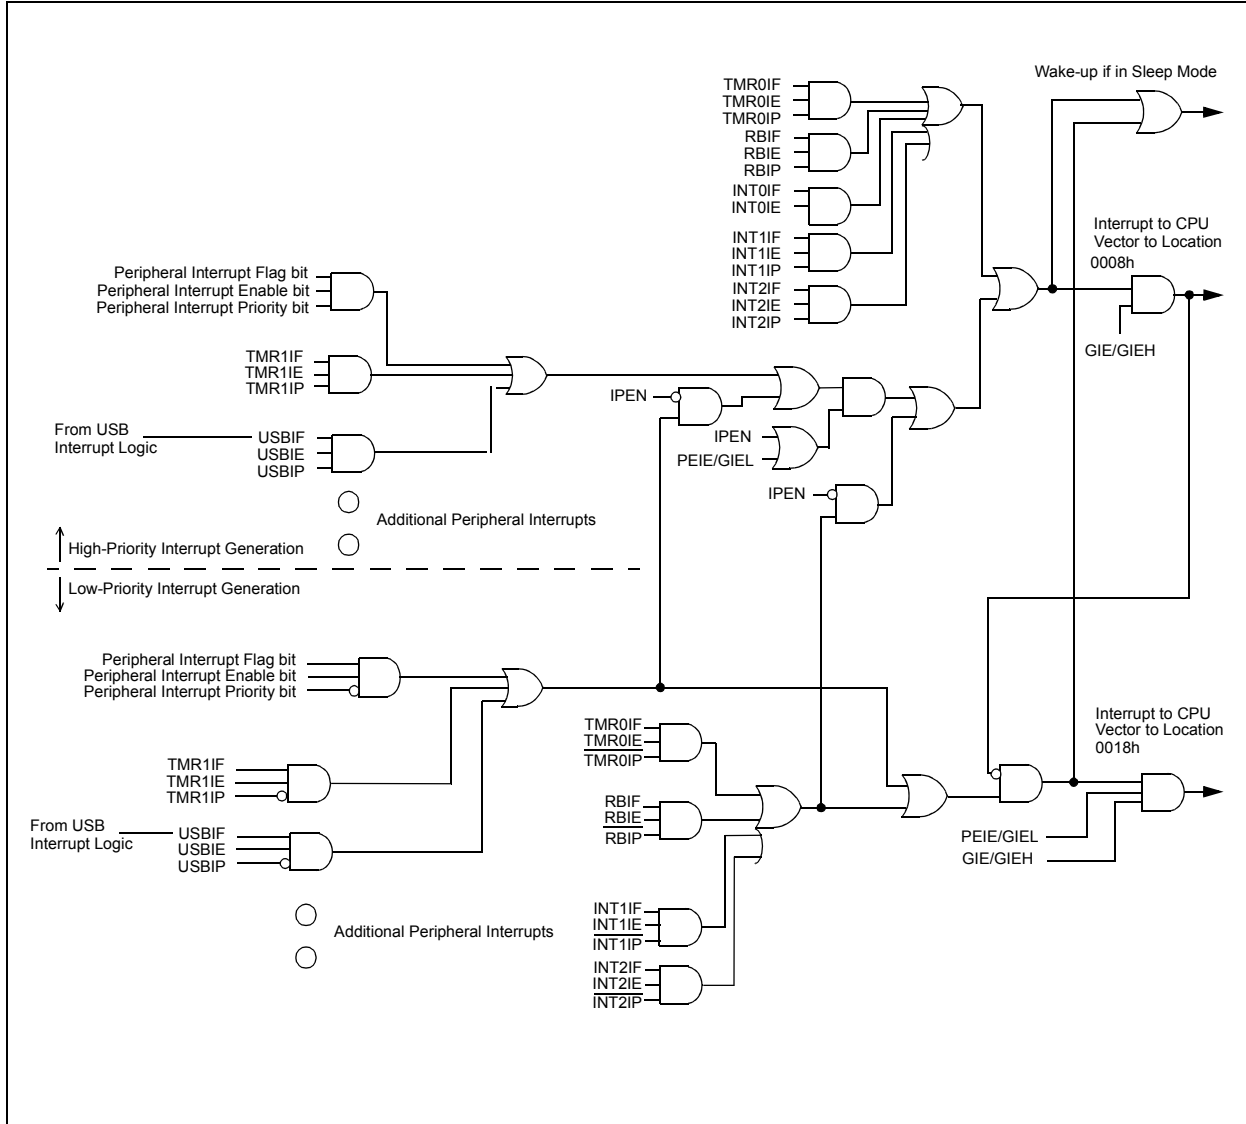 Wake-up if in Sleep Mode
TMR0IF
TMR0IE
TMR0IP
RBIF
RBIE
RBIP
INT0IF
INT0IE
INT1IF
INT1IE
INT1IP
INT2IF
INT2IE
INT2IP
Interrupt to CPU
Vector to Location
0008h
GIE/GIEH
Peripheral Interrupt Flag bit
Peripheral Interrupt Enable bit
Peripheral Interrupt Priority bit
TMR1IF
TMR1IE
TMR1IP
From USB
Interrupt Logic
USBIF
USBIE
USBIP
IPEN
IPEN
PEIE/GIEL
IPEN
Additional Peripheral Interrupts
High-Priority Interrupt Generation
Low-Priority Interrupt Generation
Peripheral Interrupt Flag bit
Peripheral Interrupt Enable bit
Peripheral Interrupt Priority bit
TMR1IF
TMR1IE
TMR1IP
From USB
Interrupt Logic
USBIF
USBIE
USBIP
Additional Peripheral Interrupts
TMR0IF
TMR0IE
TMR0IP
RBIF
RBIE
RBIP
INT1IF
INT1IE
INT1IP
INT2IF
INT2IE
INT2IP
Interrupt to CPU
Vector to Location
0018h
PEIE/GIEL
GIE/GIEH